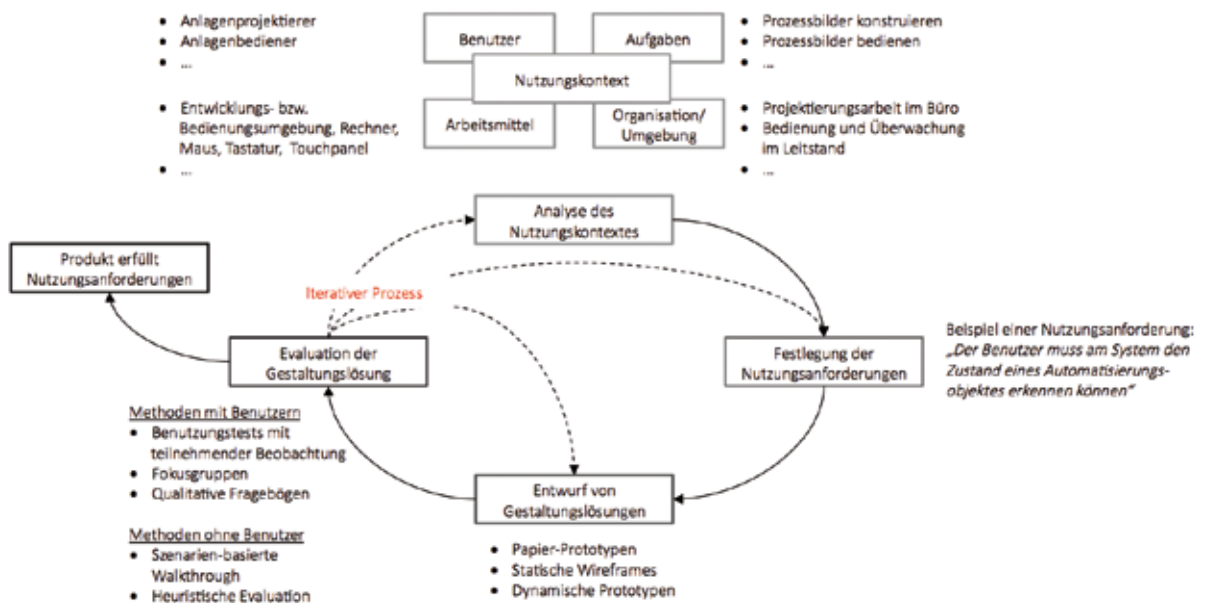 • Anlagenprojektierer
• Anlagenbediener
• ...
Benutzer
Aufgaben
• Prozessbilder konstruieren
• Prozessbilder bedienen
• ...
Nutzungskontext
• Entwicklungs- bzw.
Bedienungsumgebung, Rechner,
Maus, Tastatur, Touchpanel
• ...
Arbeitsmittel
Organisation/
Umgebung
• Projektierungsarbeit im Büro
• Bedienung und Überwachung
im Leitstand
• ...
Analyse des
Nutzungskontextes
Produkt erfüllt
Nutzungsanforderungen
Iterativer Prozess
Evaluation der
Gestaltungslösung
Festlegung der
Nutzungsanforderungen
Beispiel einer Nutzungsanforderung:
„Der Benutzer muss am System den
Zustand eines Automatisierungs-
objektes erkennen können“
Methoden mit Benutzern
• Benutzungstests mit
teilnehmender Beobachtung
• Fokusgruppen
• Qualitative Fragebögen
Methoden ohne Benutzer
• Szenarien-basierte
Walkthrough
• Heuristische Evaluation
Entwurf von
Gestaltungslösungen
• Papier-Prototypen
• Statische Wireframes
• Dynamische Prototypen